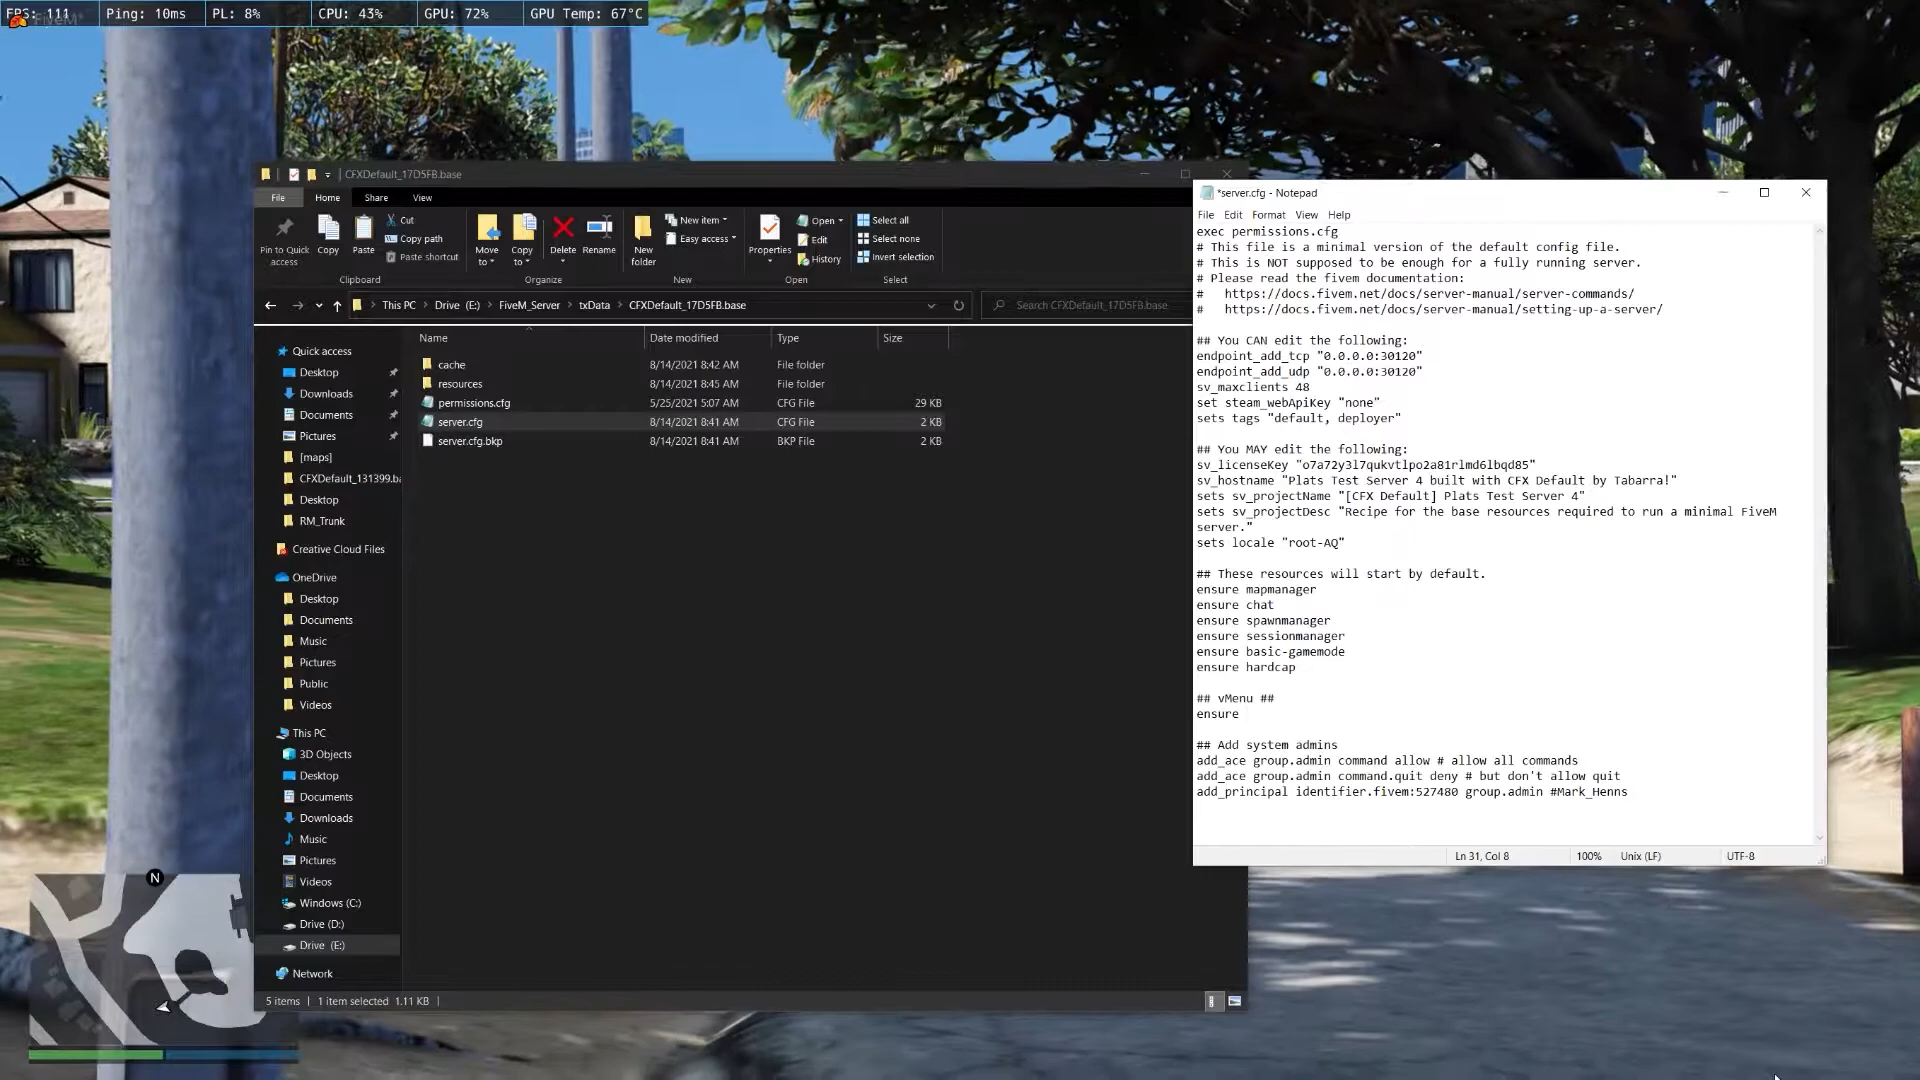 FPS: 111 Ping: 10ms PL: 8% CPU: 43% GPU: 72% GPU Temp: 67°C
CFXDefault_17D5FB.base
File Home Share View
Pin to Quick access
Copy
Paste
Cut
Copy path
Paste shortcut
Clipboard
Move to
Copy to
Delete
Rename
Organize
New folder
New item
Easy access
New
Properties
Open
Edit
History
Open
Select all
Select none
Invert selection
Select
This PC Drive (E:) FiveM_Server txData CFXDefault_17D5FB.base
Search CFXDefault_17D5FB.base
Name Date modified Type Size
cache 8/14/2021 8:42 AM File folder
resources 8/14/2021 8:45 AM File folder
permissions.cfg 5/25/2021 5:07 AM CFG File 29 KB
server.cfg 8/14/2021 8:41 AM CFG File 2 KB
server.cfg.bkp 8/14/2021 8:41 AM BKP File 2 KB
Quick access
Desktop
Downloads
Documents
Pictures
[maps]
CFXDefault_131399.ba
Desktop
RM_Trunk
Creative Cloud Files
OneDrive
Desktop
Documents
Music
Pictures
Public
Videos
This PC
3D Objects
Desktop
Documents
Downloads
Music
Pictures
Videos
Windows (C:)
Drive (D:)
Drive (E:)
Network
5 items 1 item selected 1.11 KB
*server.cfg - Notepad
File Edit Format View Help
exec permissions.cfg
# This file is a minimal version of the default config file.
# This is NOT supposed to be enough for a fully running server.
# Please read the fivem documentation:
# https://docs.fivem.net/docs/server-manual/server-commands/
# https://docs.fivem.net/docs/server-manual/setting-up-a-server/
## You CAN edit the following:
endpoint_add_tcp "0.0.0.0:30120"
endpoint_add_udp "0.0.0.0:30120"
sv_maxclients 48
set steam_webApiKey "none"
sets tags "default, deployer"
## You MAY edit the following:
sv_licenseKey "o7a72y3l7qukvtlpo2a81rlmd6lbqd85"
sv_hostname "Plats Test Server 4 built with CFX Default by Tabarra!"
sets sv_projectName "[CFX Default] Plats Test Server 4"
sets sv_projectDesc "Recipe for the base resources required to run a minimal FiveM
server."
sets locale "root-AQ"
## These resources will start by default.
ensure mapmanager
ensure chat
ensure spawnmanager
ensure sessionmanager
ensure basic-gamemode
ensure hardcap
## vMenu ##
ensure
## Add system admins
add_ace group.admin command allow # allow all commands
add_ace group.admin command.quit deny # but don't allow quit
add_principal identifier.fivem:527480 group.admin #Mark_Henns
Ln 31, Col 8 100% Unix (LF) UTF-8
N